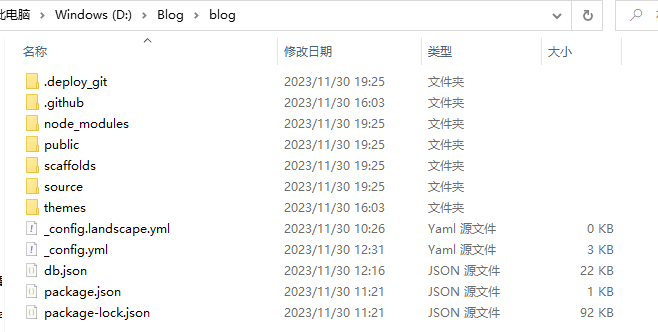 此电脑 > Windows (D:) > Blog > blog
名称 修改日期 类型 大小
.deploy_git 2023/11/30 19:25 文件夹
.github 2023/11/30 16:03 文件夹
node_modules 2023/11/30 19:25 文件夹
public 2023/11/30 19:25 文件夹
scaffolds 2023/11/30 19:25 文件夹
source 2023/11/30 19:25 文件夹
themes 2023/11/30 16:03 文件夹
_config.landscape.yml 2023/11/30 10:26 Yaml 源文件 0 KB
_config.yml 2023/11/30 12:31 Yaml 源文件 3 KB
db.json 2023/11/30 12:16 JSON 源文件 22 KB
package.json 2023/11/30 11:21 JSON 源文件 1 KB
package-lock.json 2023/11/30 11:21 JSON 源文件 92 KB